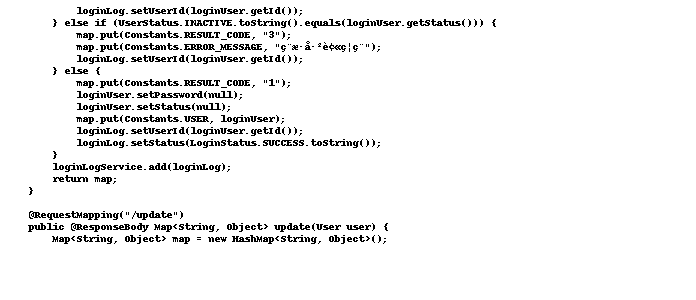 loginLog.setUserId(loginUser.getId());
} else if (UserStatus.INACTIVE.toString().equals(loginUser.getStatus())) {
map.put(Constants.RESULT_CODE, "3");
map.put(Constants.ERROR_MESSAGE, "");
loginLog.setUserId(loginUser.getId());
} else {
map.put(Constants.RESULT_CODE, "1");
loginUser.setPassword(null);
loginUser.setStatus(null);
map.put(Constants.USER, loginUser);
loginLog.setUserId(loginUser.getId());
loginLog.setStatus(LoginStatus.SUCCESS.toString());
}
loginLogService.add(loginLog);
return map;
}
@RequestMapping("/update")
public @ResponseBody Map<String, Object> update(User user) {
Map<String, Object> map = new HashMap<String, Object>();